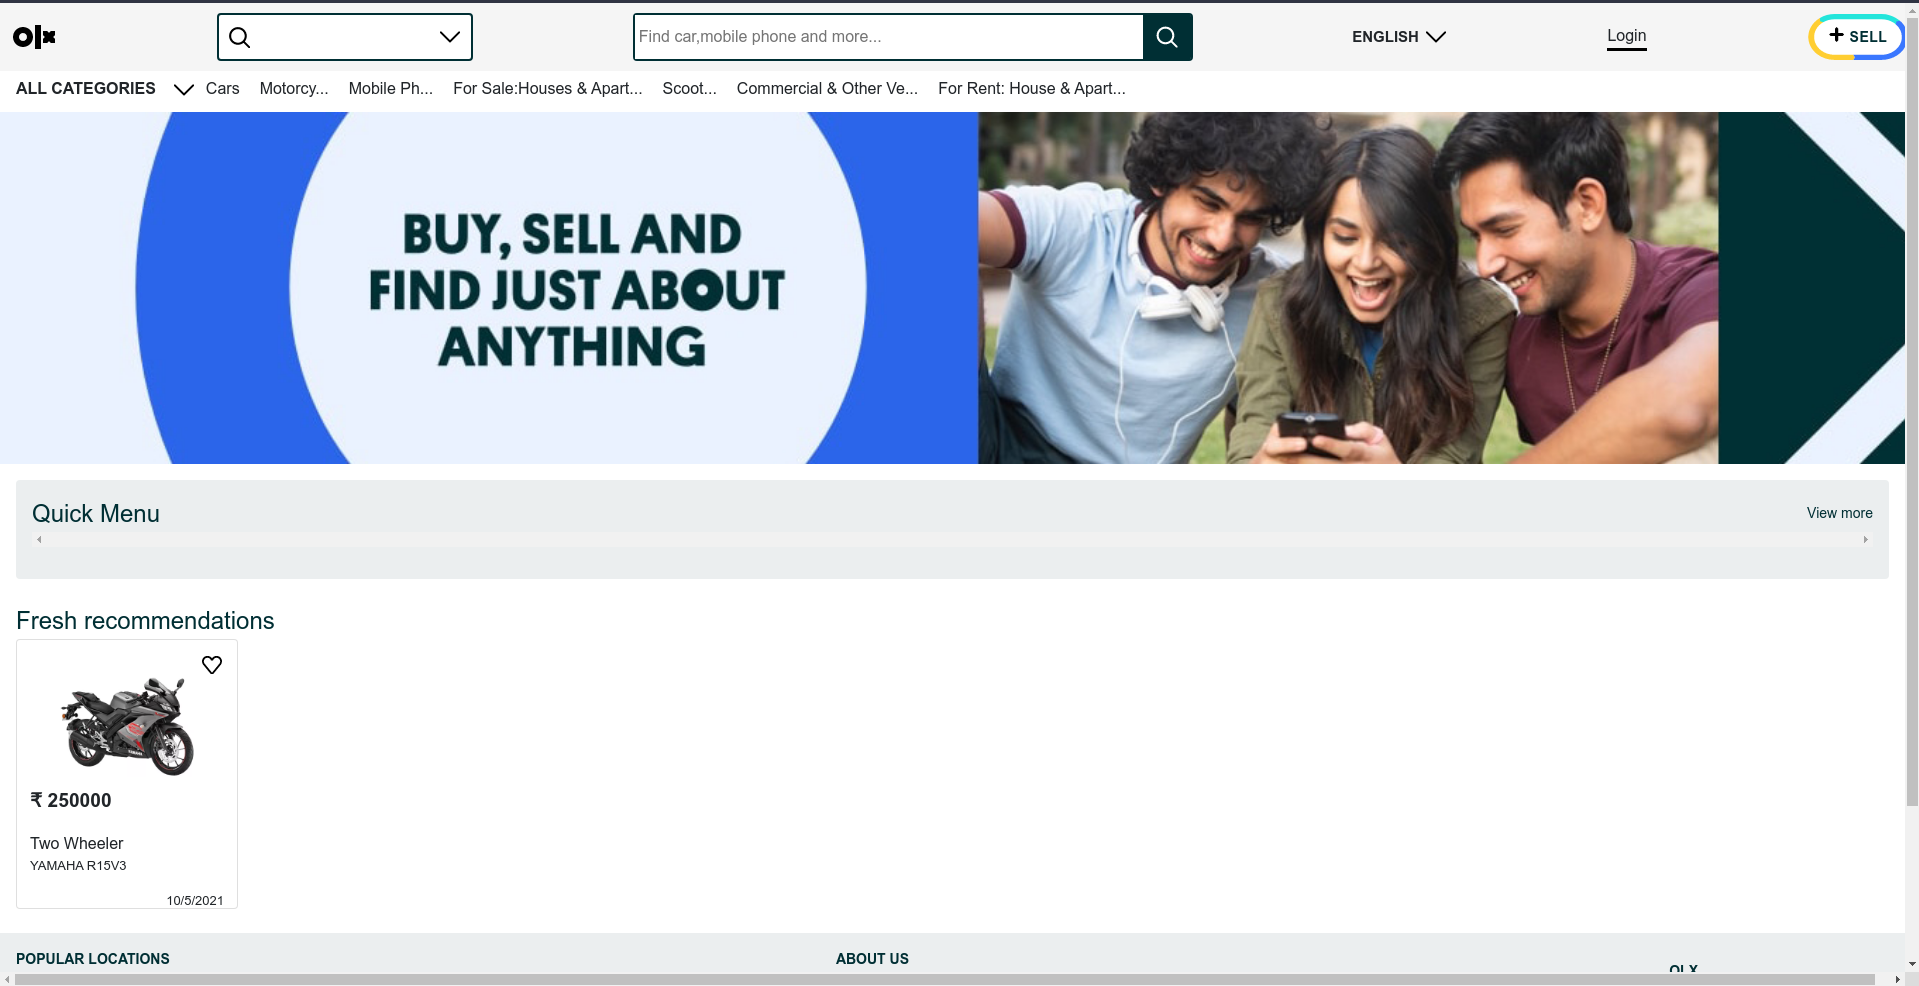 olx
Find car,mobile phone and more...
ENGLISH
Login
+ SELL
ALL CATEGORIES
Cars
Motorcy...
Mobile Ph...
For Sale:Houses & Apart...
Scoot...
Commercial & Other Ve...
For Rent: House & Apart...
BUY, SELL AND
FIND JUST ABOUT
ANYTHING
Quick Menu
View more
Fresh recommendations
₹ 250000
Two Wheeler
YAMAHA R15V3
10/5/2021
POPULAR LOCATIONS
ABOUT US
OLX